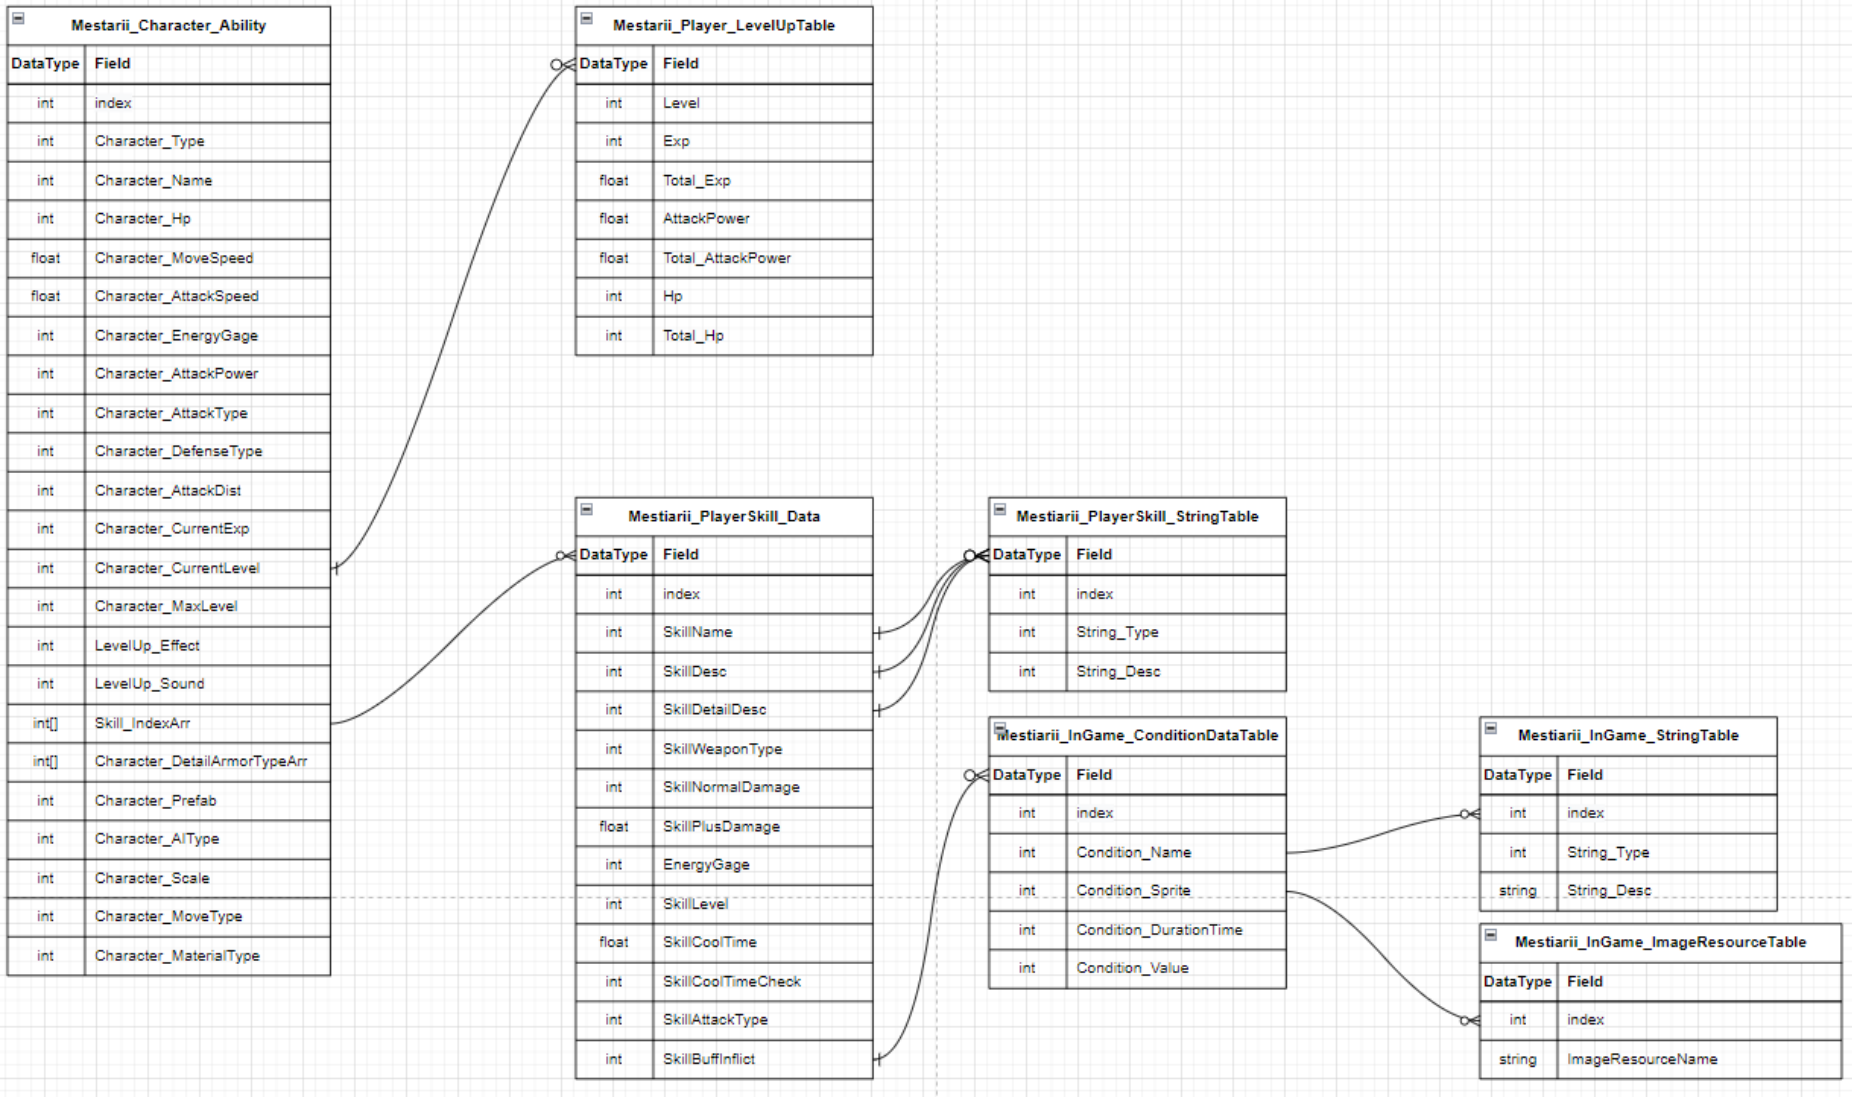 Mestarii_Character_Ability
DataType Field
int index
int Character_Type
int Character_Name
int Character_Hp
float Character_MoveSpeed
float Character_AttackSpeed
int Character_EnergyGage
int Character_AttackPower
int Character_AttackType
int Character_DefenseType
int Character_AttackDist
int Character_CurrentExp
int Character_CurrentLevel
int Character_MaxLevel
int LevelUp_Effect
int LevelUp_Sound
int[] Skill_IndexArr
int[] Character_DetailArmorTypeArr
int Character_Prefab
int Character_AIType
int Character_Scale
int Character_MoveType
int Character_MaterialType
Mestarii_Player_LevelUpTable
DataType Field
int Level
int Exp
float Total_Exp
float AttackPower
float Total_AttackPower
int Hp
int Total_Hp
Mestiarii_PlayerSkill_Data
DataType Field
int index
int SkillName
int SkillDesc
int SkillDetailDesc
int SkillWeaponType
int SkillNormalDamage
float SkillPlusDamage
int EnergyGage
int SkillLevel
float SkillCoolTime
int SkillCoolTimeCheck
int SkillAttackType
int SkillBuffInflict
Mestiarii_PlayerSkill_StringTable
DataType Field
int index
int String_Type
int String_Desc
Mestiarii_InGame_ConditionDataTable
DataType Field
int index
int Condition_Name
int Condition_Sprite
int Condition_DurationTime
int Condition_Value
Mestiarii_InGame_StringTable
DataType Field
int index
int String_Type
string String_Desc
Mestiarii_InGame_ImageResourceTable
DataType Field
int index
string ImageResourceName